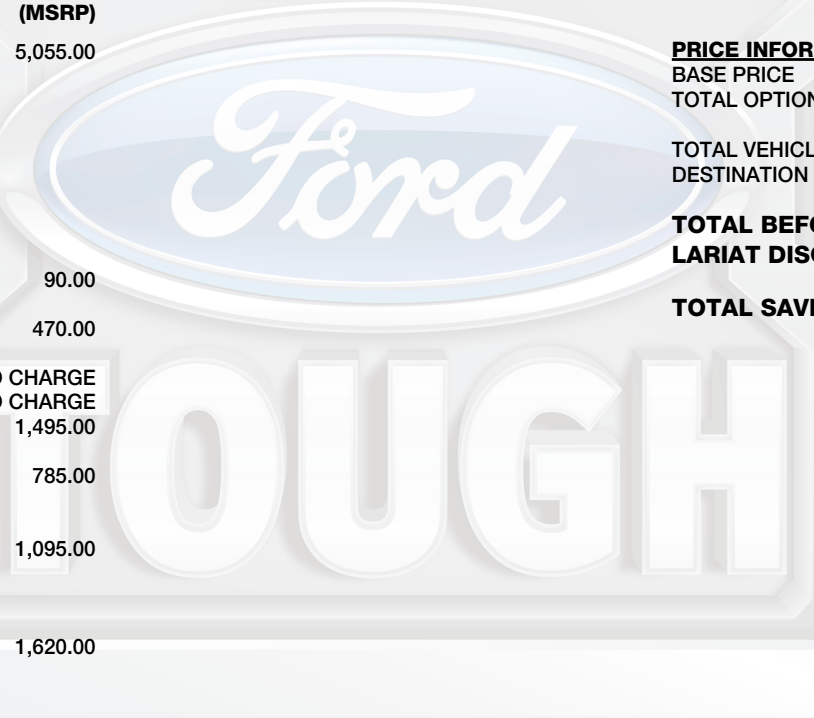 (MSRP)
5,055.00
90.00
470.00
CHARGE
CHARGE
1,495.00
785.00
1,095.00
1,620.00
Ford
TOUGH
PRICE INFOR
BASE PRICE
TOTAL OPTION
TOTAL VEHICL
DESTINATION
TOTAL BEFO
LARIAT DISC
TOTAL SAVI